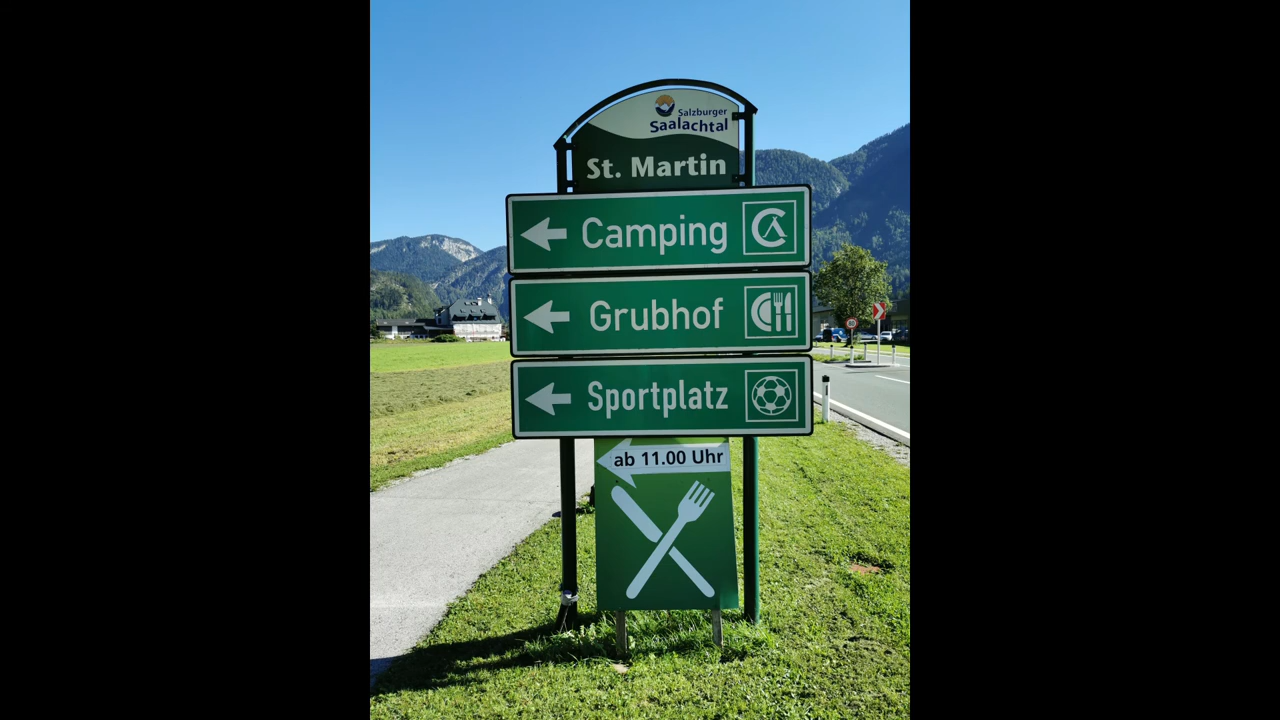 Salzburger
Saalachtal
St. Martin
Camping
Grubhof
Sportplatz
ab 11.00 Uhr